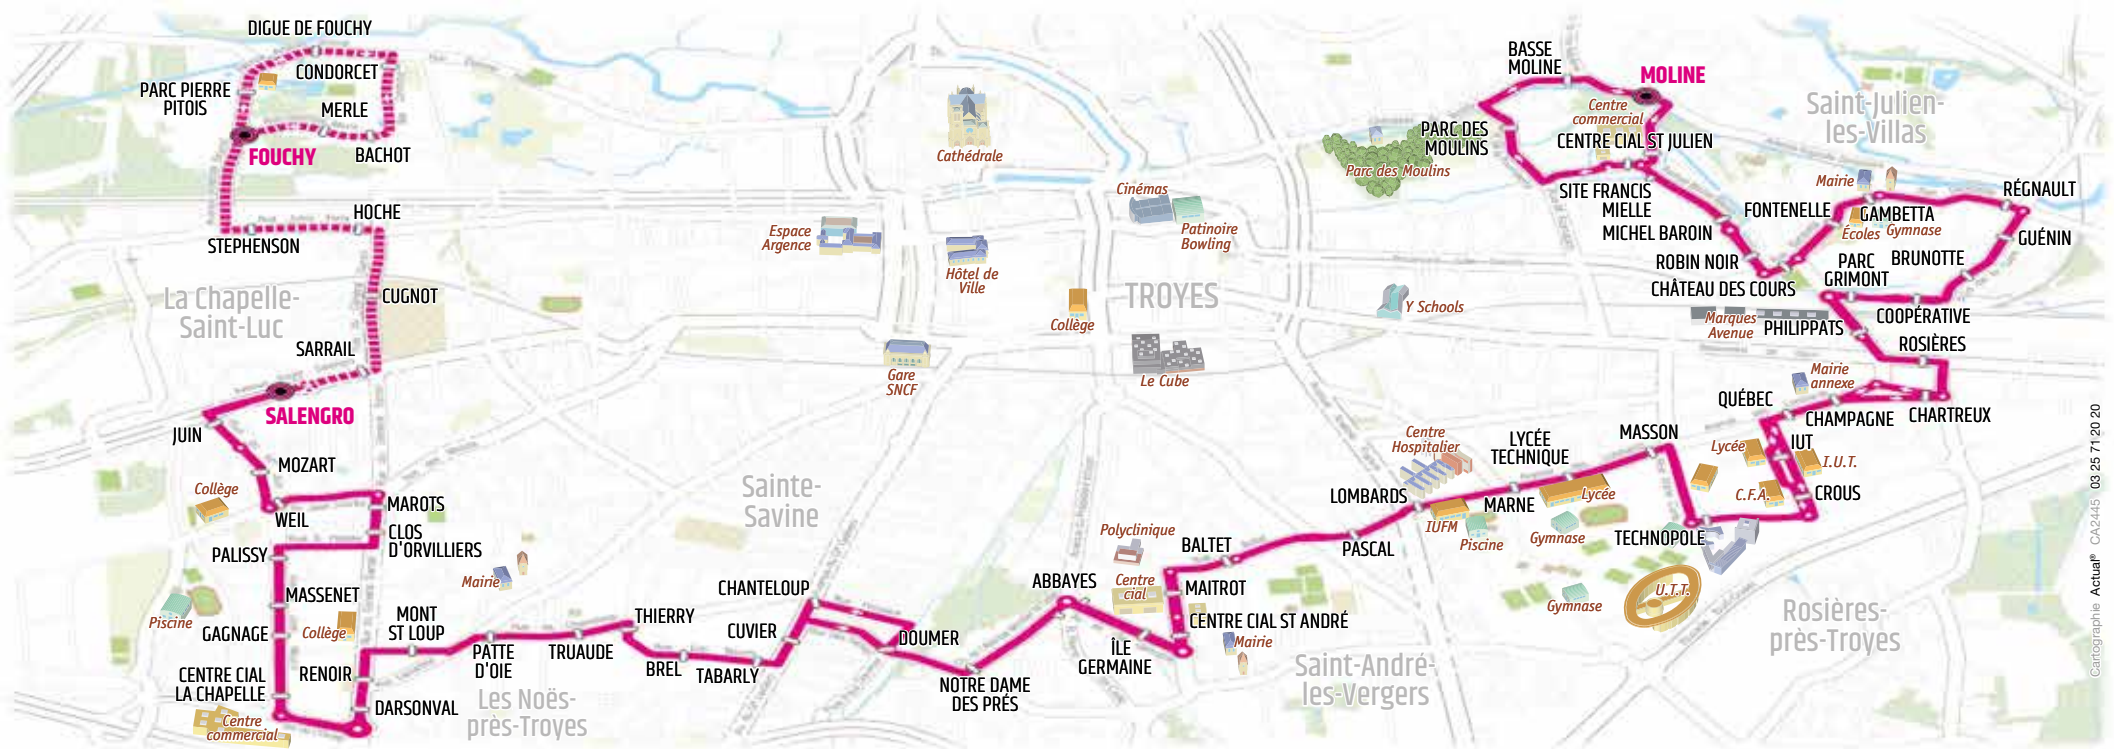 DIGUE DE FOUCHY
CONDORCET
PARC PIERRE
PITOIS
MERLE
FOUCHY
BACHOT
HOCHE
STEPHENSON
La Chapelle-
Saint-Luc
CUGNOT
SARRAIL
SALENGRO
JUIN
MOZART
Collège
WEIL
MAROTS
CLOS
D'ORVILLIERS
PALISSY
MASSENET
Piscine
GAGNAGE
Collège
CENTRE CIAL
LA CHAPELLE
RENOIR
Centre
commercial
DARSONVAL
MONT
ST LOUP
Mairie
PATTE
D'OIE
Les Noës-
près-Troyes
TRUAUDE
THIERRY
BREL
TABARLY
CUVIER
CHANTELOUP
Sainte-
Savine
DOUMER
NOTRE DAME
DES PRÉS
ABBAYES
ÎLE
GERMAINE
Polyclinique
Centre
cial
BALTET
MAITROT
CENTRE CIAL ST ANDRÉ
Mairie
Saint-André-
les-Vergers
Cathédrale
Espace
Argence
Hôtel de
Ville
Gare
SNCF
Cinémas
Patinoire
Bowling
TROYES
Collège
Le Cube
Y Schools
PASCAL
LOMBARDS
Centre
Hospitalier
IUFM
Piscine
LYCÉE
TECHNIQUE
MARNE
Lycée
Gymnase
Gymnase
MASSON
TECHNOPOLE
U.T.T.
Rosières-
près-Troyes
CROUS
C.F.A.
Lycée
IUT
I.U.T.
QUÉBEC
CHAMPAGNE
CHARTREUX
Mairie
annexe
ROSIÈRES
PHILIPPATS
Marques
Avenue
COOPÉRATIVE
PARC
GRIMONT
BRUNOTTE
GUÉNIN
RÉGNAULT
GAMBETTA
Écoles
Gymnase
Mairie
FONTENELLE
CHÂTEAU DES COURS
ROBIN NOIR
MICHEL BAROIN
SITE FRANCIS
MIELLE
CENTRE CIAL ST JULIEN
Centre
commercial
MOLINE
BASSE
MOLINE
PARC DES
MOULINS
Parc des Moulins
Saint-Julien-
les-Villas
Cartographie Actual® CA2445 03 25 71 20 20